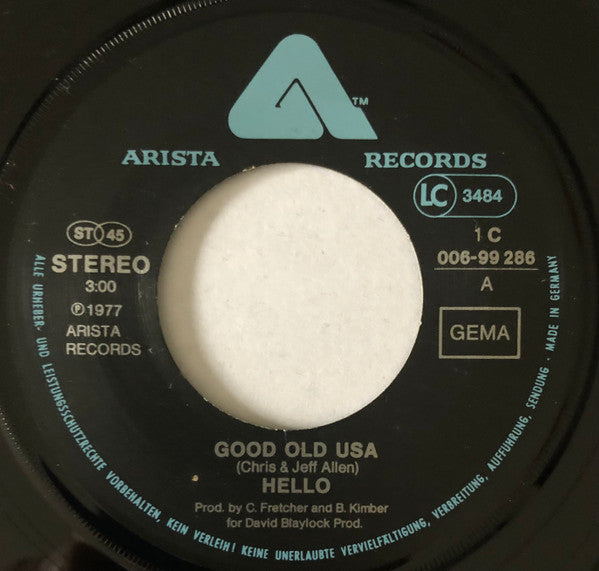 TM
ARISTA RECORDS
LC 3484
ST 45
STEREO
3:00
℗1977
ARISTA
RECORDS
1 C
006-99 286
A
GEMA
GOOD OLD USA
(Chris & Jeff Allen)
HELLO
Prod. by C. Fretcher and B. Kimber
for David Blaylock Prod.
ALLE URHEBER- UND LEISTUNGSSCHUTZRECHTE VORBEHALTEN, KEIN VERLEIH! KEINE UNERLAUBTE VERVIELFÄLTIGUNG, VERBREITUNG, AUFFÜHRUNG, SENDUNG · MADE IN GERMANY